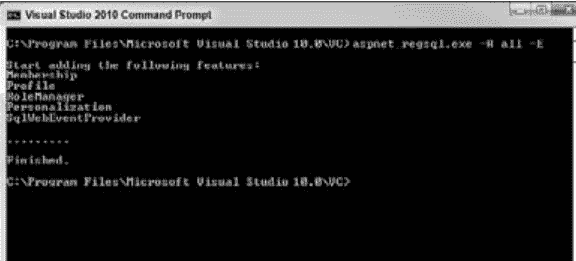 Visual Studio 2010 Command Prompt
C:\Program Files\Microsoft Visual Studio 10.0\VC>aspnet_regsql.exe -A all -E
Start adding the following features:
Membership
Profile
RoleManager
Personalization
SqlWebEventProvider
.........
Finished.
C:\Program Files\Microsoft Visual Studio 10.0\VC>